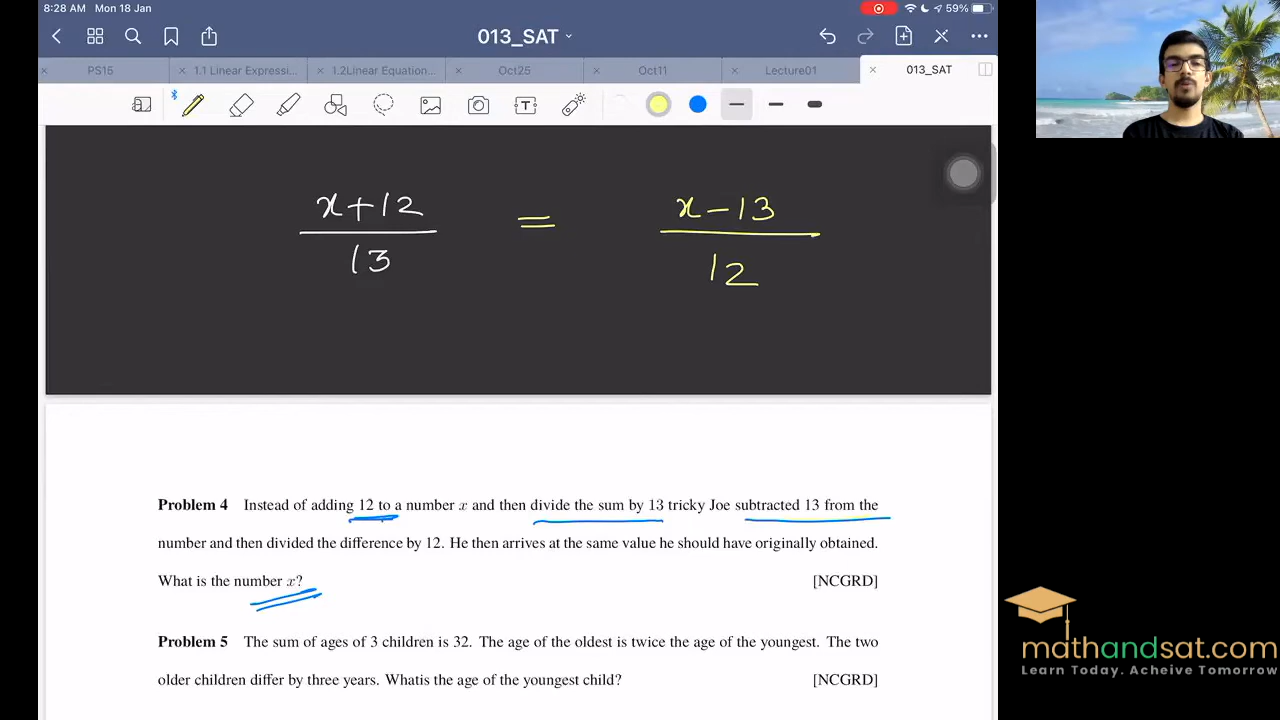 8:28 AM Mon 18 Jan
59%
013_SAT
PS15
1.1 Linear Expressi...
1.2Linear Equation...
Oct25
Oct11
Lecture01
013_SAT
T
x+12
13
=
x-13
12
Problem 4 Instead of adding 12 to a number x and then divide the sum by 13 tricky Joe subtracted 13 from the
number and then divided the difference by 12. He then arrives at the same value he should have originally obtained.
What is the number x? [NCGRD]
Problem 5 The sum of ages of 3 children is 32. The age of the oldest is twice the age of the youngest. The two
older children differ by three years. Whatis the age of the youngest child? [NCGRD]
mathandsat.com
Learn Today. Acheive Tomorrow